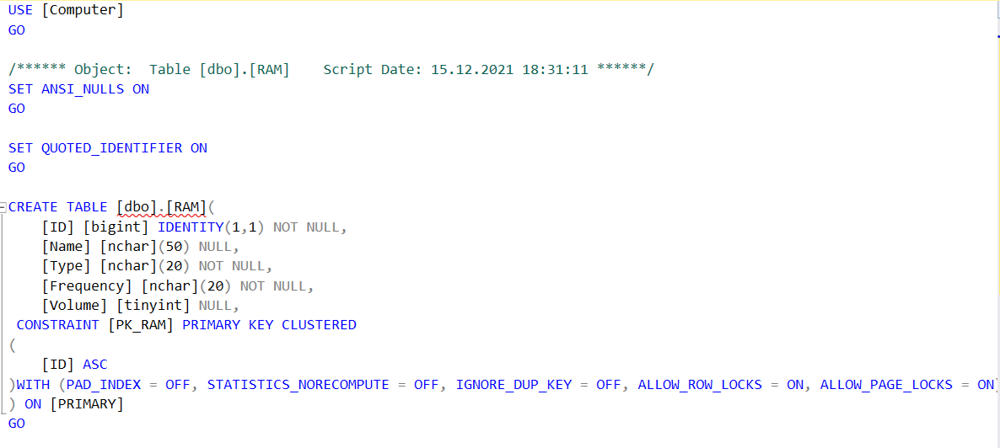 USE [Computer]
GO
/****** Object:  Table [dbo].[RAM]    Script Date: 15.12.2021 18:31:11 ******/
SET ANSI_NULLS ON
GO
SET QUOTED_IDENTIFIER ON
GO
CREATE TABLE [dbo].[RAM](
    [ID] [bigint] IDENTITY(1,1) NOT NULL,
    [Name] [nchar](50) NULL,
    [Type] [nchar](20) NOT NULL,
    [Frequency] [nchar](20) NOT NULL,
    [Volume] [tinyint] NULL,
 CONSTRAINT [PK_RAM] PRIMARY KEY CLUSTERED
(
    [ID] ASC
)WITH (PAD_INDEX = OFF, STATISTICS_NORECOMPUTE = OFF, IGNORE_DUP_KEY = OFF, ALLOW_ROW_LOCKS = ON, ALLOW_PAGE_LOCKS = ON)
) ON [PRIMARY]
GO